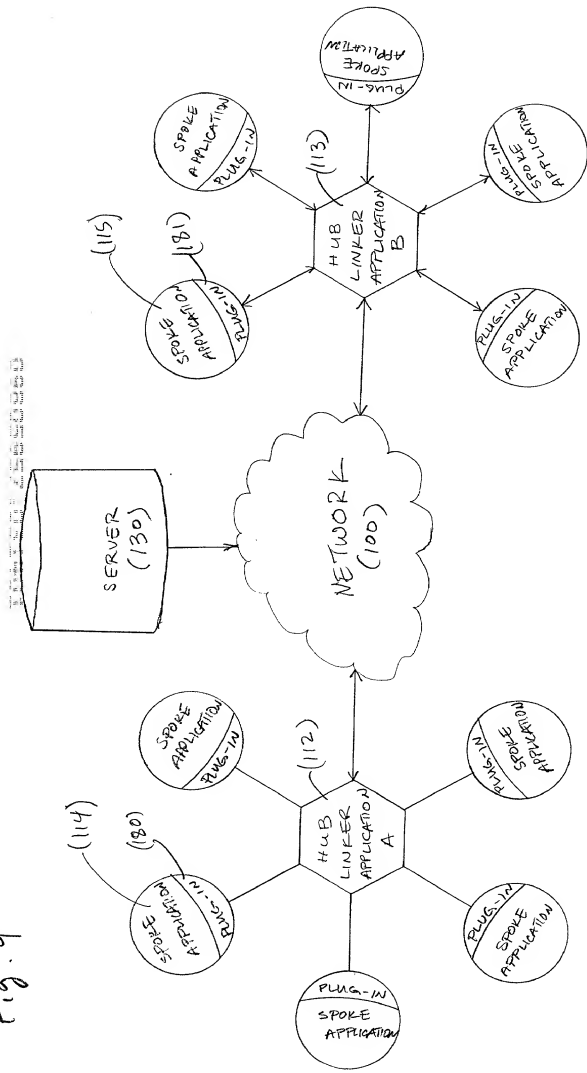 Fig. 4
SERVER
(130)
NETWORK
(100)
(114)
(180)
SPOKE
APPLICATION
PLUG-IN
SPOKE
APPLICATION
PLUG-IN
(112)
HUB
LINKER
APPLICATION
A
PLUG-IN
SPOKE
APPLICATION
PLUG-IN
SPOKE
APPLICATION
PLUG-IN
SPOKE
APPLICATION
(115)
(181)
SPOKE
APPLICATION
PLUG-IN
SPOKE
APPLICATION
PLUG-IN
(113)
HUB
LINKER
APPLICATION
B
PLUG-IN
SPOKE
APPLICATION
PLUG-IN
SPOKE
APPLICATION
PLUG-IN
SPOKE
APPLICATION